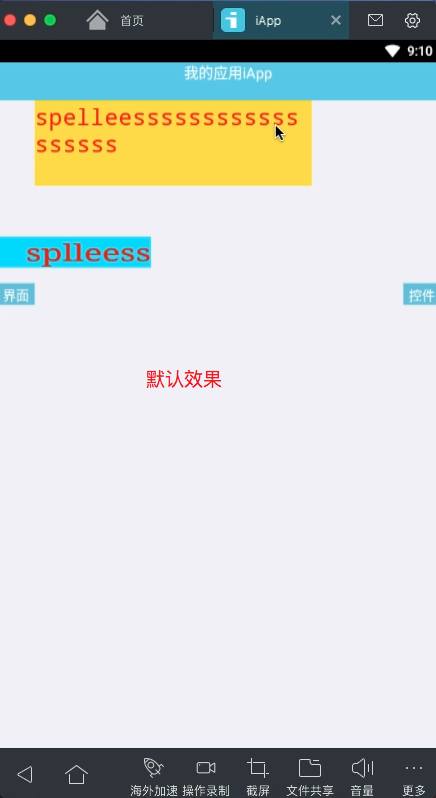 首页
iApp
9:10
我的应用iApp
spelleessssssssssss
ssssss
splleess
界面
控件
默认效果
海外加速 操作录制 截屏 文件共享 音量 更多